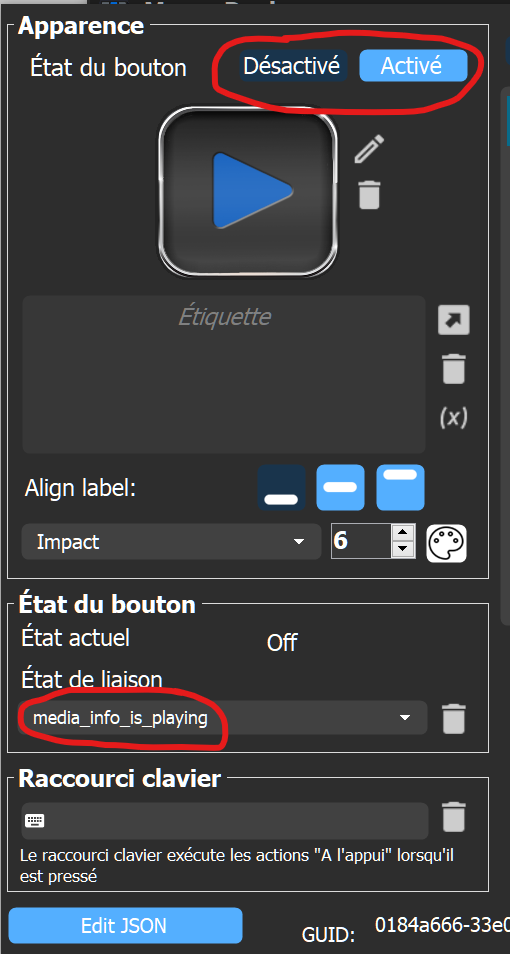 Apparence
État du bouton Désactivé Activé
Étiquette
(x)
Align label:
Impact 6
État du bouton
État actuel Off
État de liaison
media_info_is_playing
Raccourci clavier
Le raccourci clavier exécute les actions "A l'appui" lorsqu'il
est pressé
Edit JSON GUID: 0184a666-33e0